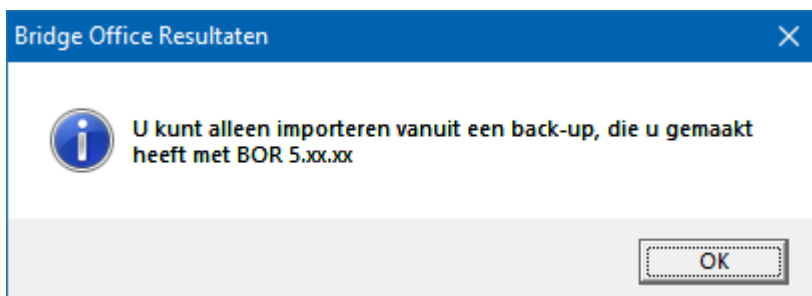 Bridge Office Resultaten
U kunt alleen importeren vanuit een back-up, die u gemaakt
heeft met BOR 5.xx.xx
OK